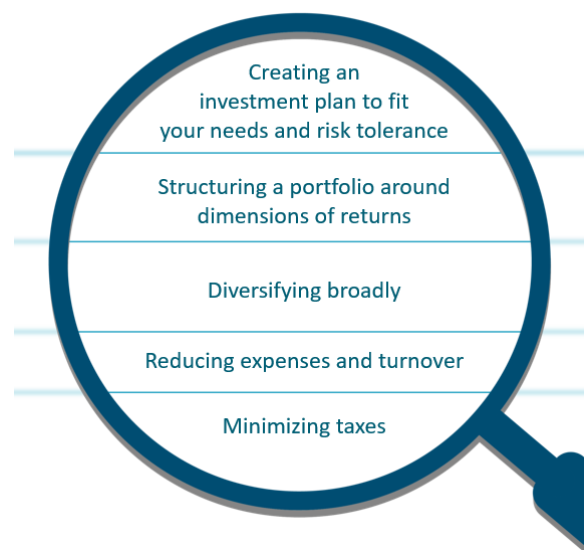 Creating an
investment plan to fit
your needs and risk tolerance
Structuring a portfolio around
dimensions of returns
Diversifying broadly
Reducing expenses and turnover
Minimizing taxes